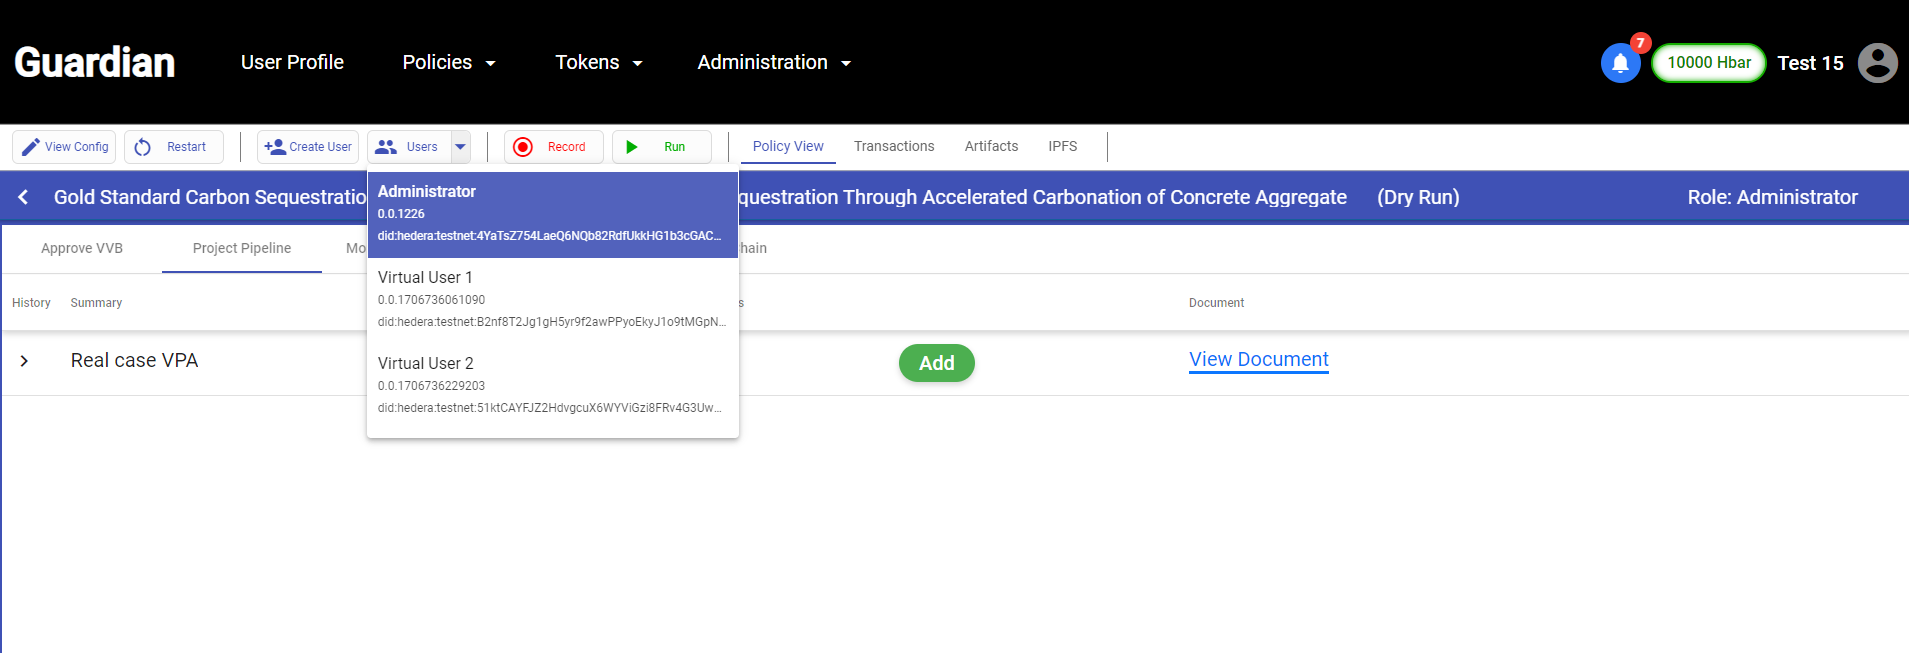 Guardian User Profile Policies Tokens Administration 7 10000 Hbar Test 15
View Config Restart Create User Users Record Run Policy View Transactions Artifacts IPFS
Gold Standard Carbon Sequestratio questration Through Accelerated Carbonation of Concrete Aggregate (Dry Run) Role: Administrator
Administrator
0.0.1226
did:hedera:testnet:4YaTsZ754LaeQ6NQb82RdfUkkHG1b3cGAC...
Approve VVB Project Pipeline Mo hain
Virtual User 1
0.0.1706736061090
did:hedera:testnet:B2nf8T2Jg1gH5yr9f2awPPyoEkyJ1o9tMGpN...
History Summary s Document
Virtual User 2
0.0.1706736229203
did:hedera:testnet:51ktCAYFJZ2HdvgcuX6WYViGzi8FRv4G3Uw...
Real case VPA Add View Document